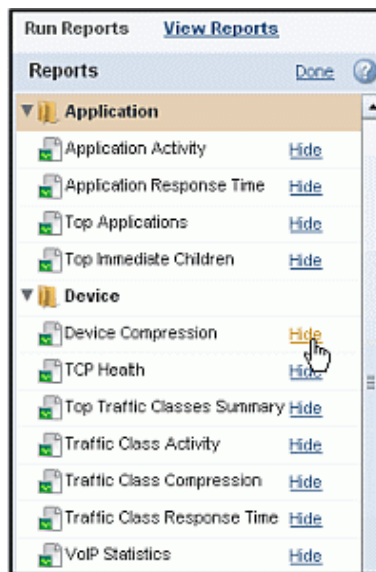 Run Reports View Reports
Reports Done ?
Application
Application Activity Hide
Application Response Time Hide
Top Applications Hide
Top Immediate Children Hide
Device
Device Compression Hide
TCP Health Hide
Top Traffic Classes Summary Hide
Traffic Class Activity Hide
Traffic Class Compression Hide
Traffic Class Response Time Hide
VoIP Statistics Hide